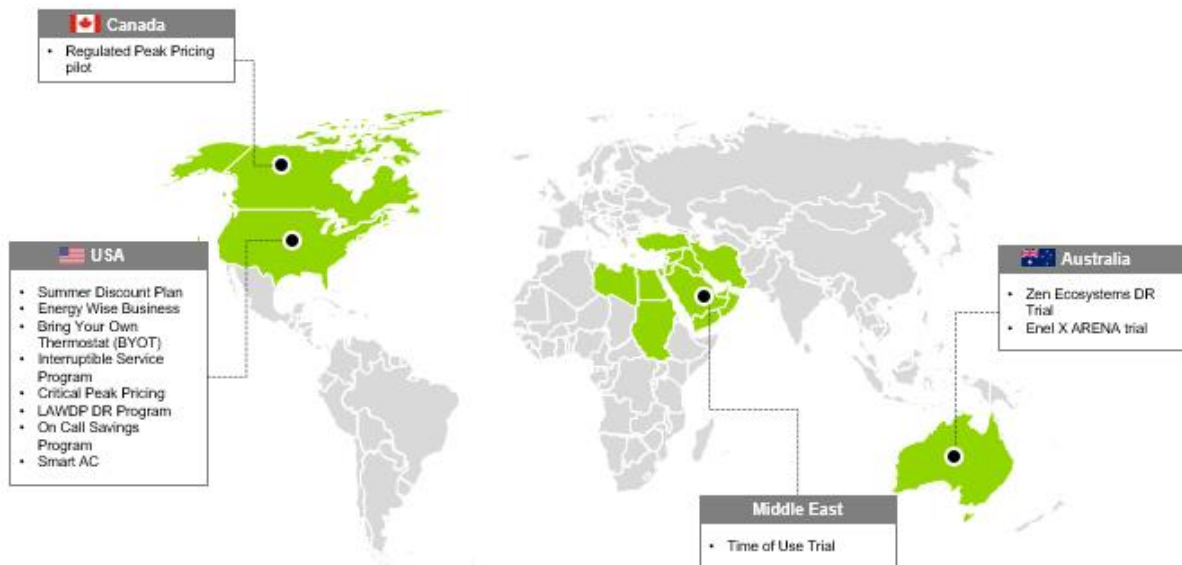 Canada
• Regulated Peak Pricing
pilot
USA
• Summer Discount Plan
• Energy Wise Business
• Bring Your Own
Thermostat (BYOT)
• Interruptible Service
Program
• Critical Peak Pricing
• LAWDP DR Program
• On Call Savings
Program
• Smart AC
Australia
• Zen Ecosystems DR
Trial
• Enel X ARENA trial
Middle East
• Time of Use Trial